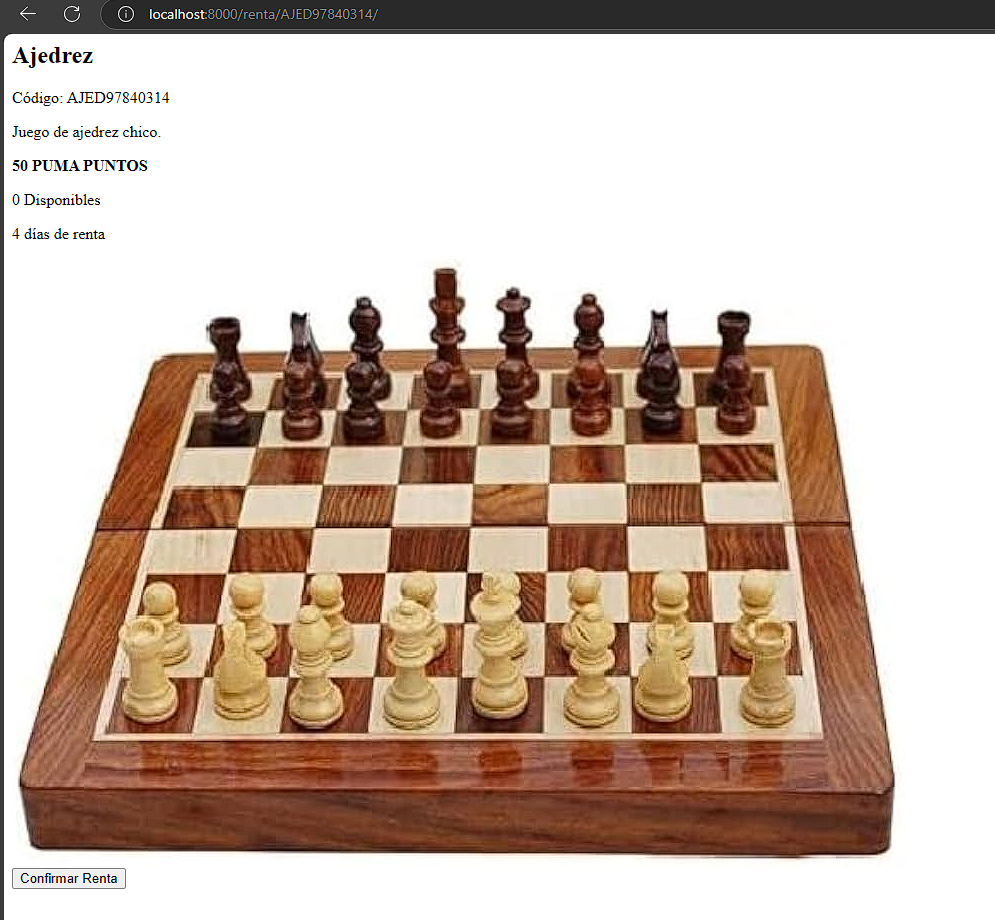 localhost:8000/renta/AJED97840314/
Ajedrez
Código: AJED97840314
Juego de ajedrez chico.
50 PUMA PUNTOS
0 Disponibles
4 días de renta
Confirmar Renta